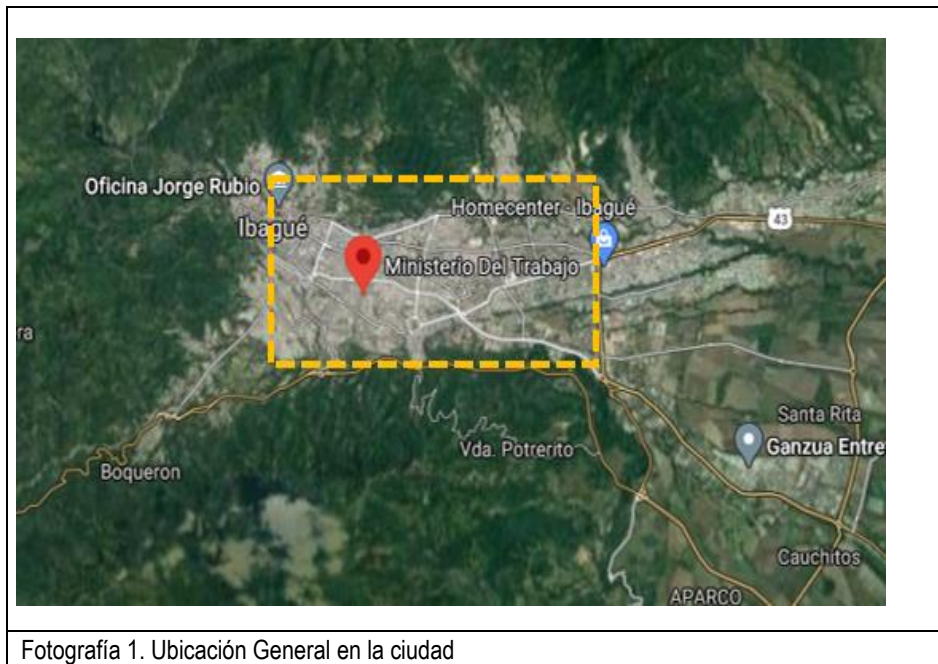 Oficina Jorge Rubio
Homecenter - Ibagué
43
Ibagué
Ministerio Del Trabajo
ra
Santa Rita
Ganzua Entre
Vda. Potrerito
Boqueron
Cauchitos
APARCO
Fotografía 1. Ubicación General en la ciudad